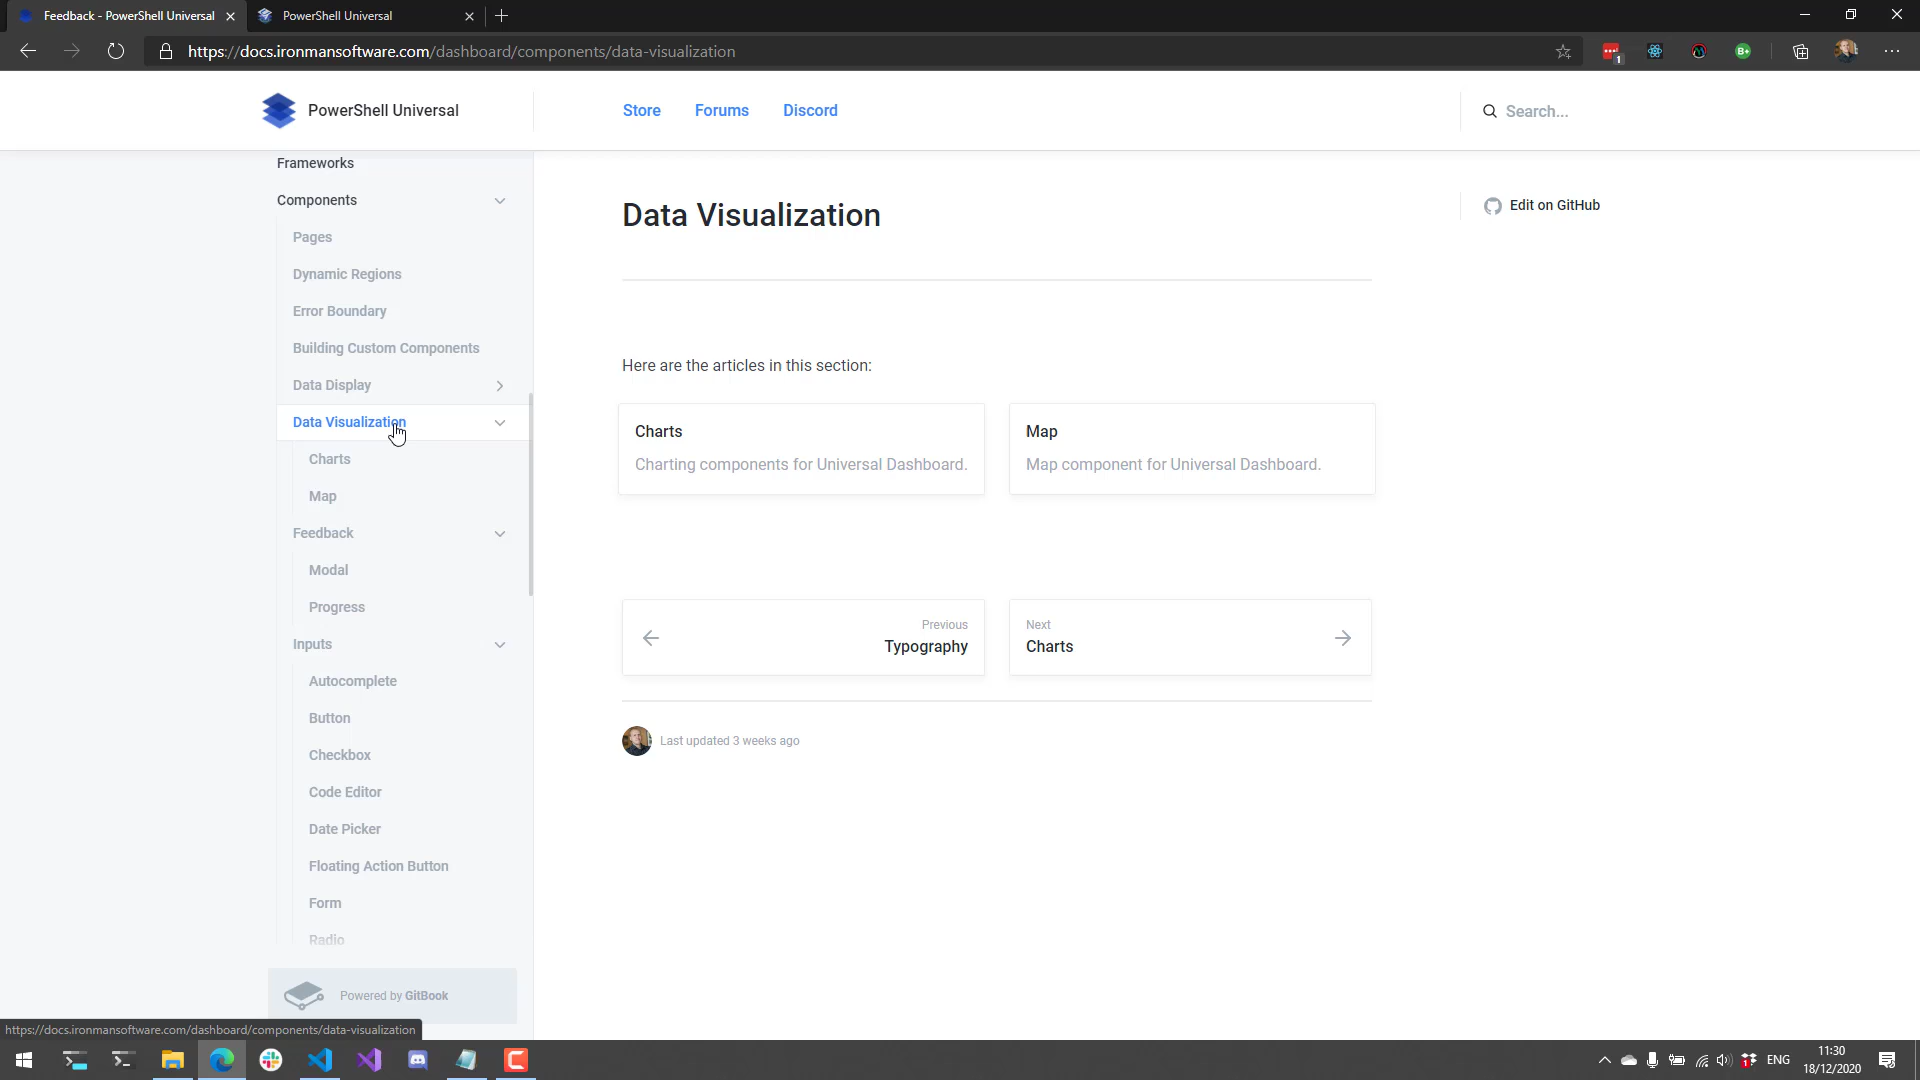 Feedback - PowerShell Universal
PowerShell Universal
https://docs.ironmansoftware.com/dashboard/components/data-visualization
1
B+
PowerShell Universal
Store
Forums
Discord
Search...
Frameworks
Components
Pages
Dynamic Regions
Error Boundary
Building Custom Components
Data Display
Data Visualization
Charts
Map
Feedback
Modal
Progress
Inputs
Autocomplete
Button
Checkbox
Code Editor
Date Picker
Floating Action Button
Form
Radio
Powered by GitBook
Data Visualization
Edit on GitHub
Here are the articles in this section:
Charts
Charting components for Universal Dashboard.
Map
Map component for Universal Dashboard.
Previous
Typography
Next
Charts
Last updated 3 weeks ago
https://docs.ironmansoftware.com/dashboard/components/data-visualization
ENG
11:30
18/12/2020